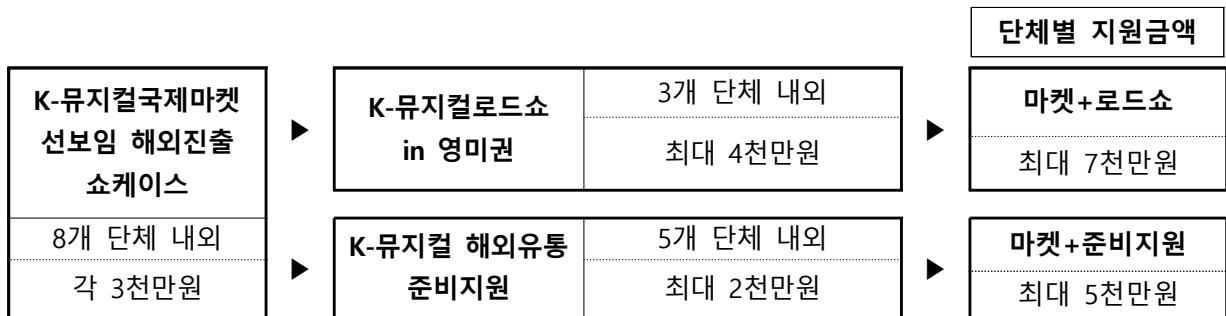 단체별 지원금액
K-뮤지컬국제마켓
선보임 해외진출
쇼케이스
8개 단체 내외
각 3천만원
▶
K-뮤지컬로드쇼
in 영미권
3개 단체 내외
최대 4천만원
▶
마켓+로드쇼
최대 7천만원
▶
K-뮤지컬 해외유통
준비지원
5개 단체 내외
최대 2천만원
▶
마켓+준비지원
최대 5천만원